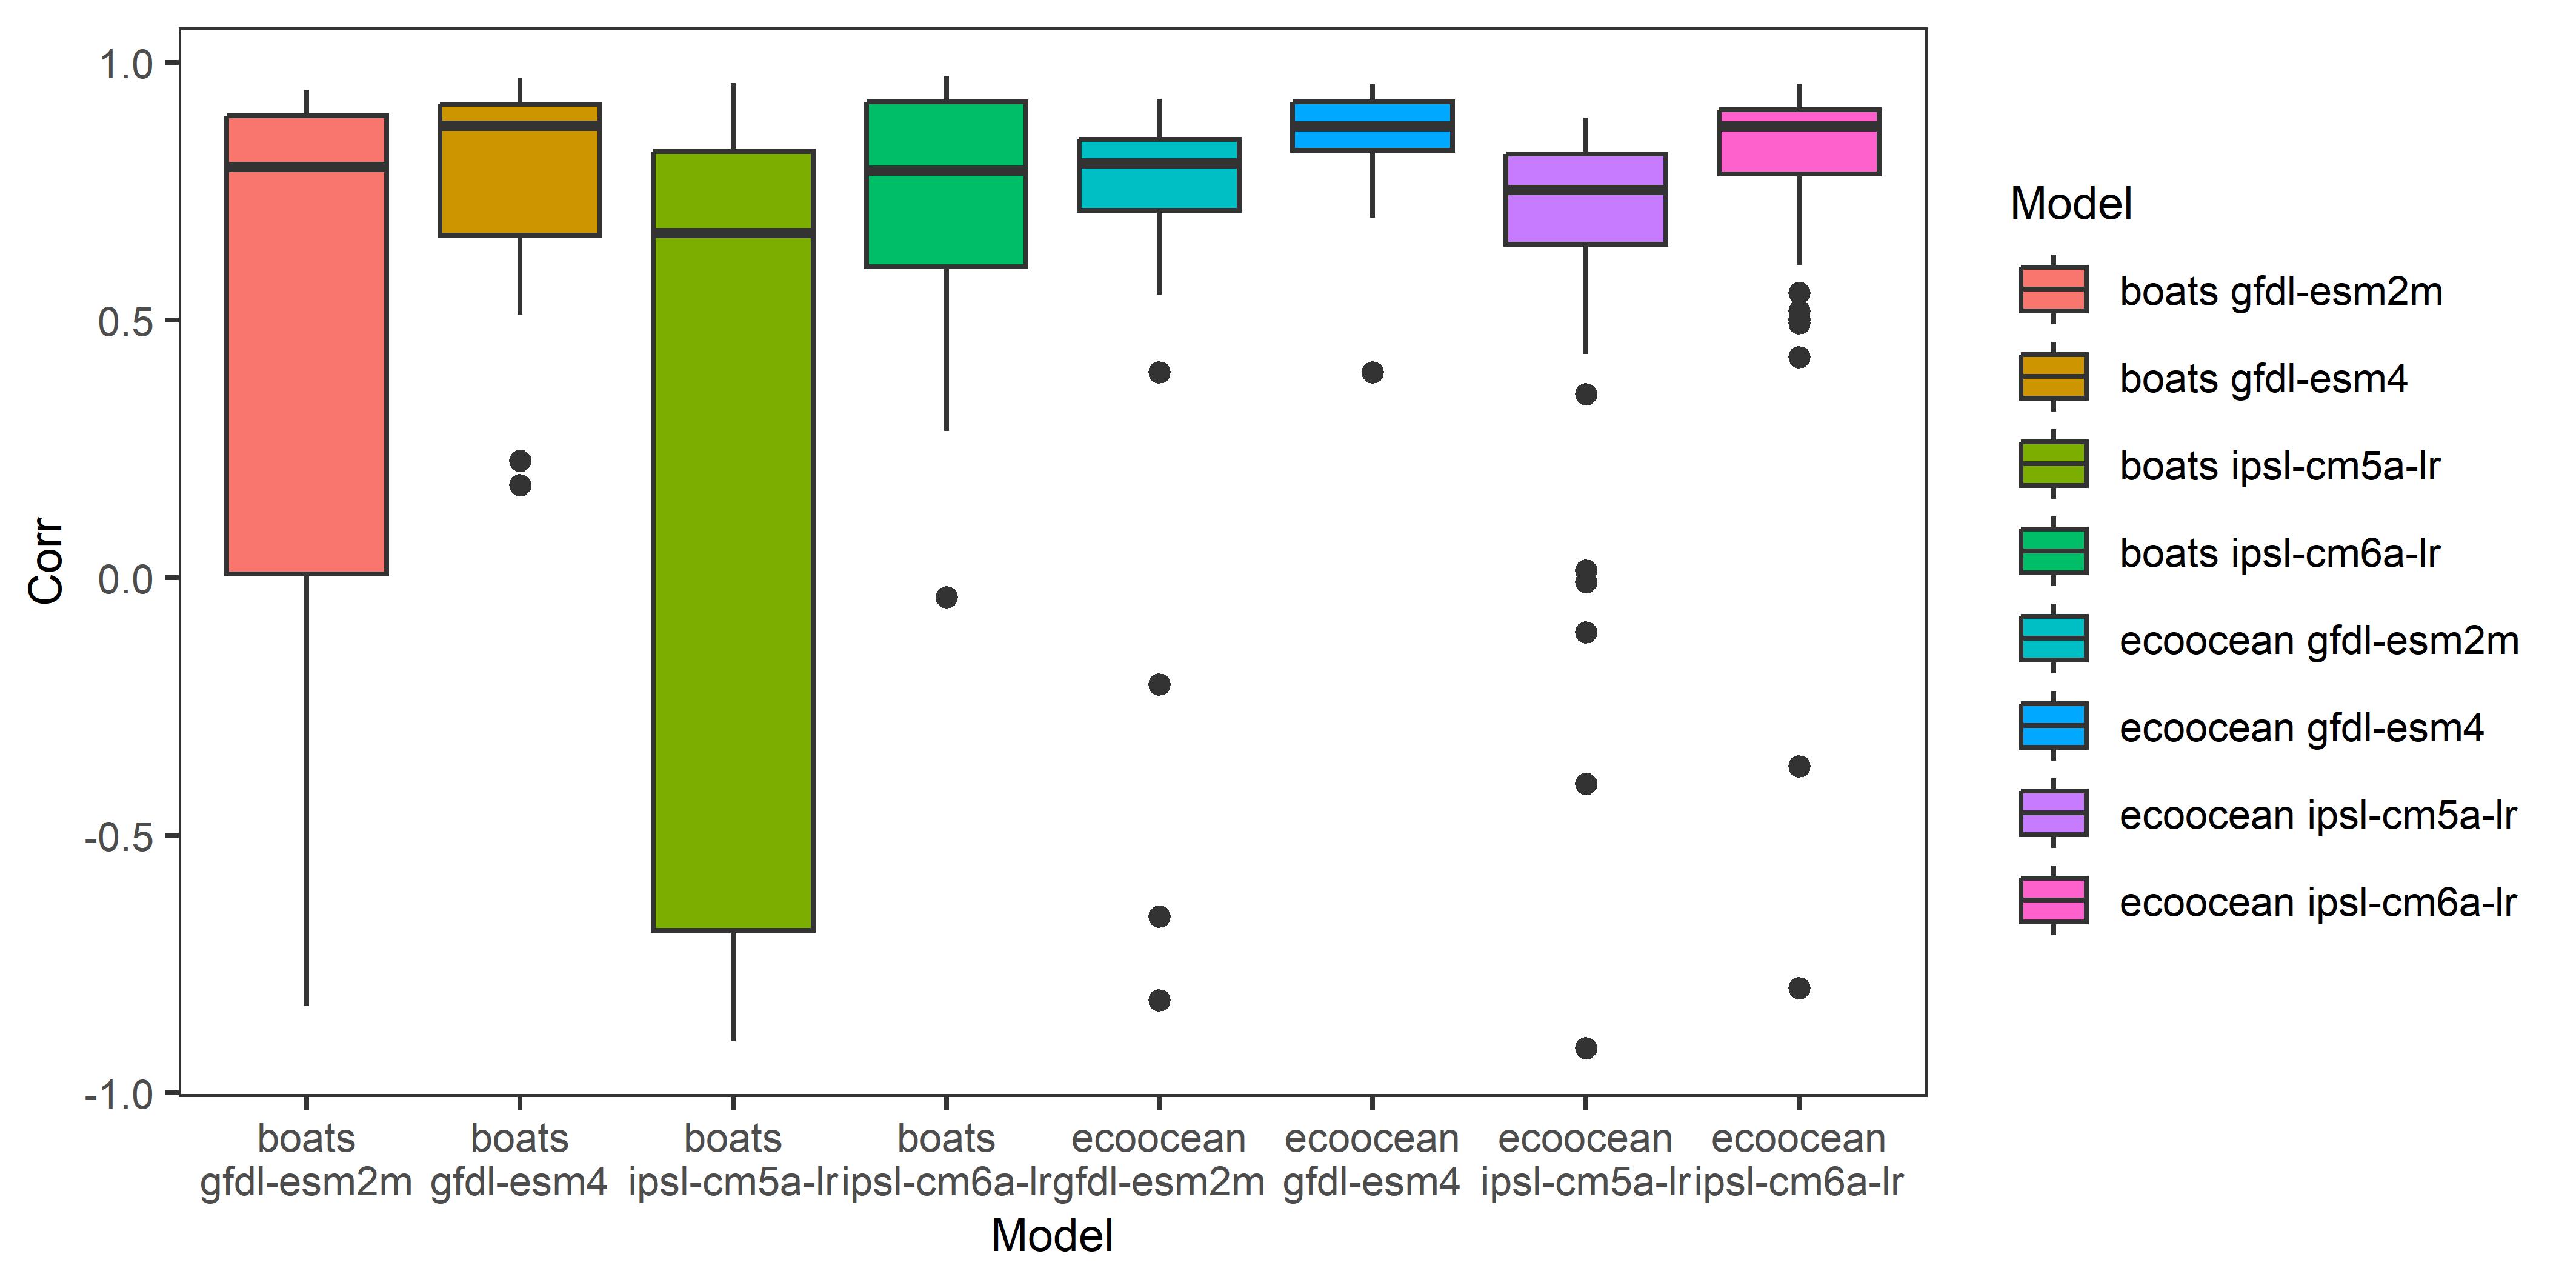 1.0
0.5
0.0
-0.5
-1.0
Corr
boats
gfdl-esm2m
boats
gfdl-esm4
boats
ipsl-cm5a-lr
boats
ipsl-cm6a-lr
ecoocean
gfdl-esm2m
ecoocean
gfdl-esm4
ecoocean
ipsl-cm5a-lr
ecoocean
ipsl-cm6a-lr
Model
Model
boats gfdl-esm2m
boats gfdl-esm4
boats ipsl-cm5a-lr
boats ipsl-cm6a-lr
ecoocean gfdl-esm2m
ecoocean gfdl-esm4
ecoocean ipsl-cm5a-lr
ecoocean ipsl-cm6a-lr